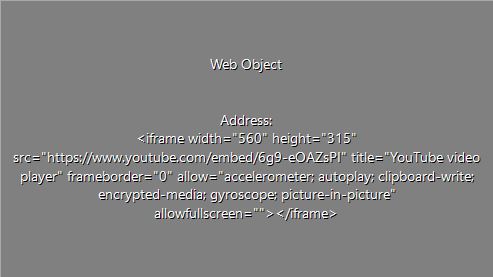 Web Object
Address:
<iframe width="560" height="315"
src="https://www.youtube.com/embed/6g9-eOAZsPI" title="YouTube video
player" frameborder="0" allow="accelerometer; autoplay; clipboard-write;
encrypted-media; gyroscope; picture-in-picture"
allowfullscreen=""></iframe>